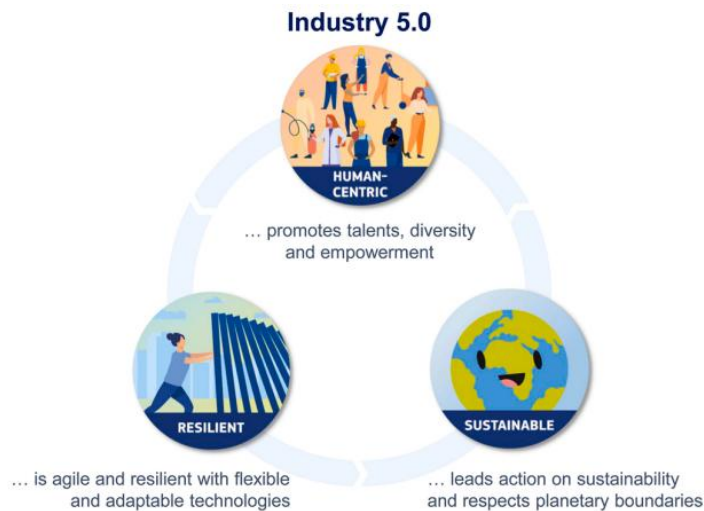 Industry 5.0
HUMAN-
CENTRIC
… promotes talents, diversity
and empowerment
RESILIENT
… is agile and resilient with flexible
and adaptable technologies
SUSTAINABLE
… leads action on sustainability
and respects planetary boundaries